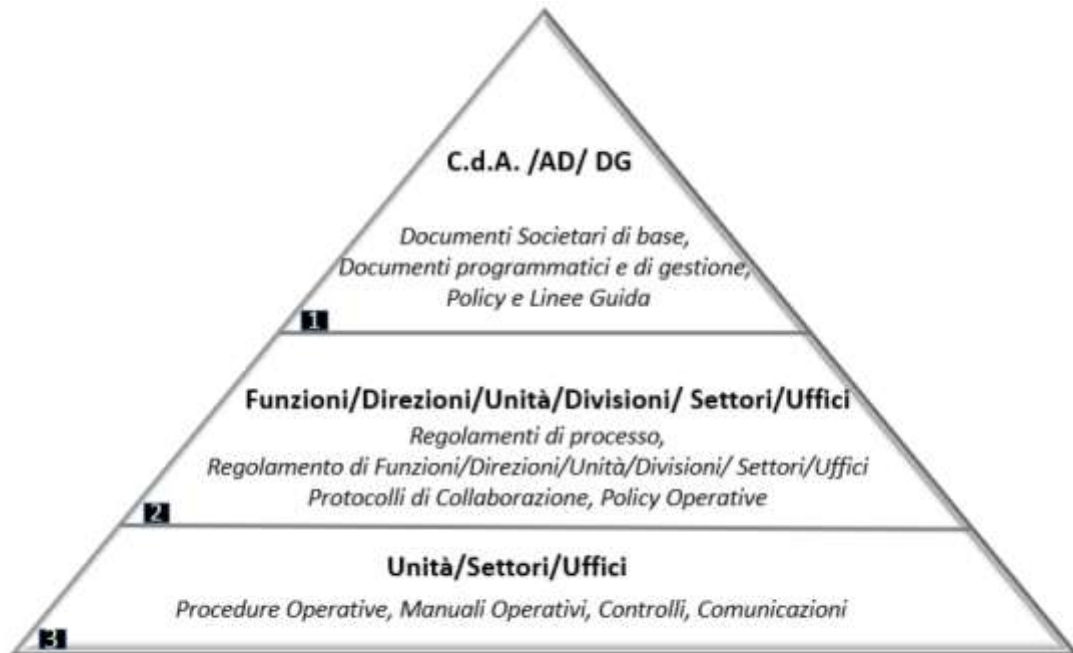 C.d.A. /AD/ DG
Documenti Societari di base,
Documenti programmatici e di gestione,
Policy e Linee Guida
1
Funzioni/Direzioni/Unità/Divisioni/ Settori/Uffici
Regolamenti di processo,
Regolamento di Funzioni/Direzioni/Unità/Divisioni/ Settori/Uffici
Protocolli di Collaborazione, Policy Operative
2
Unità/Settori/Uffici
Procedure Operative, Manuali Operativi, Controlli, Comunicazioni
3